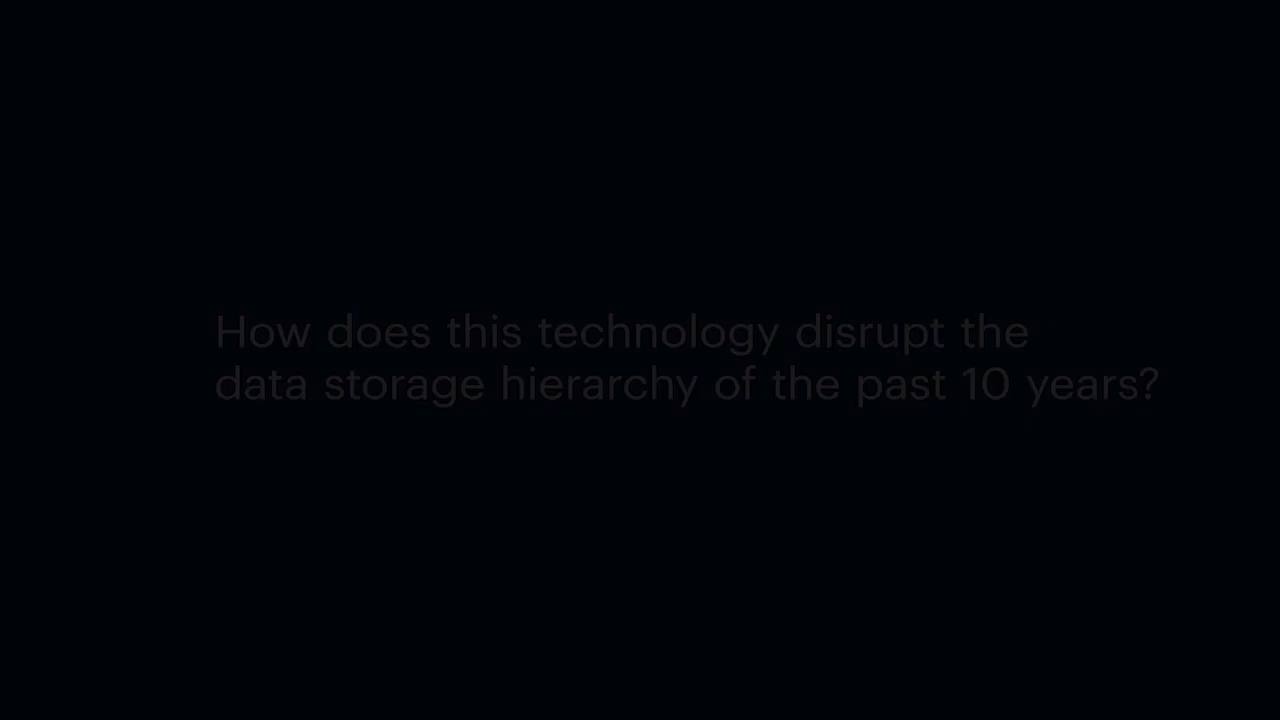 How does this technology disrupt the
data storage hierarchy of the past 10 years?